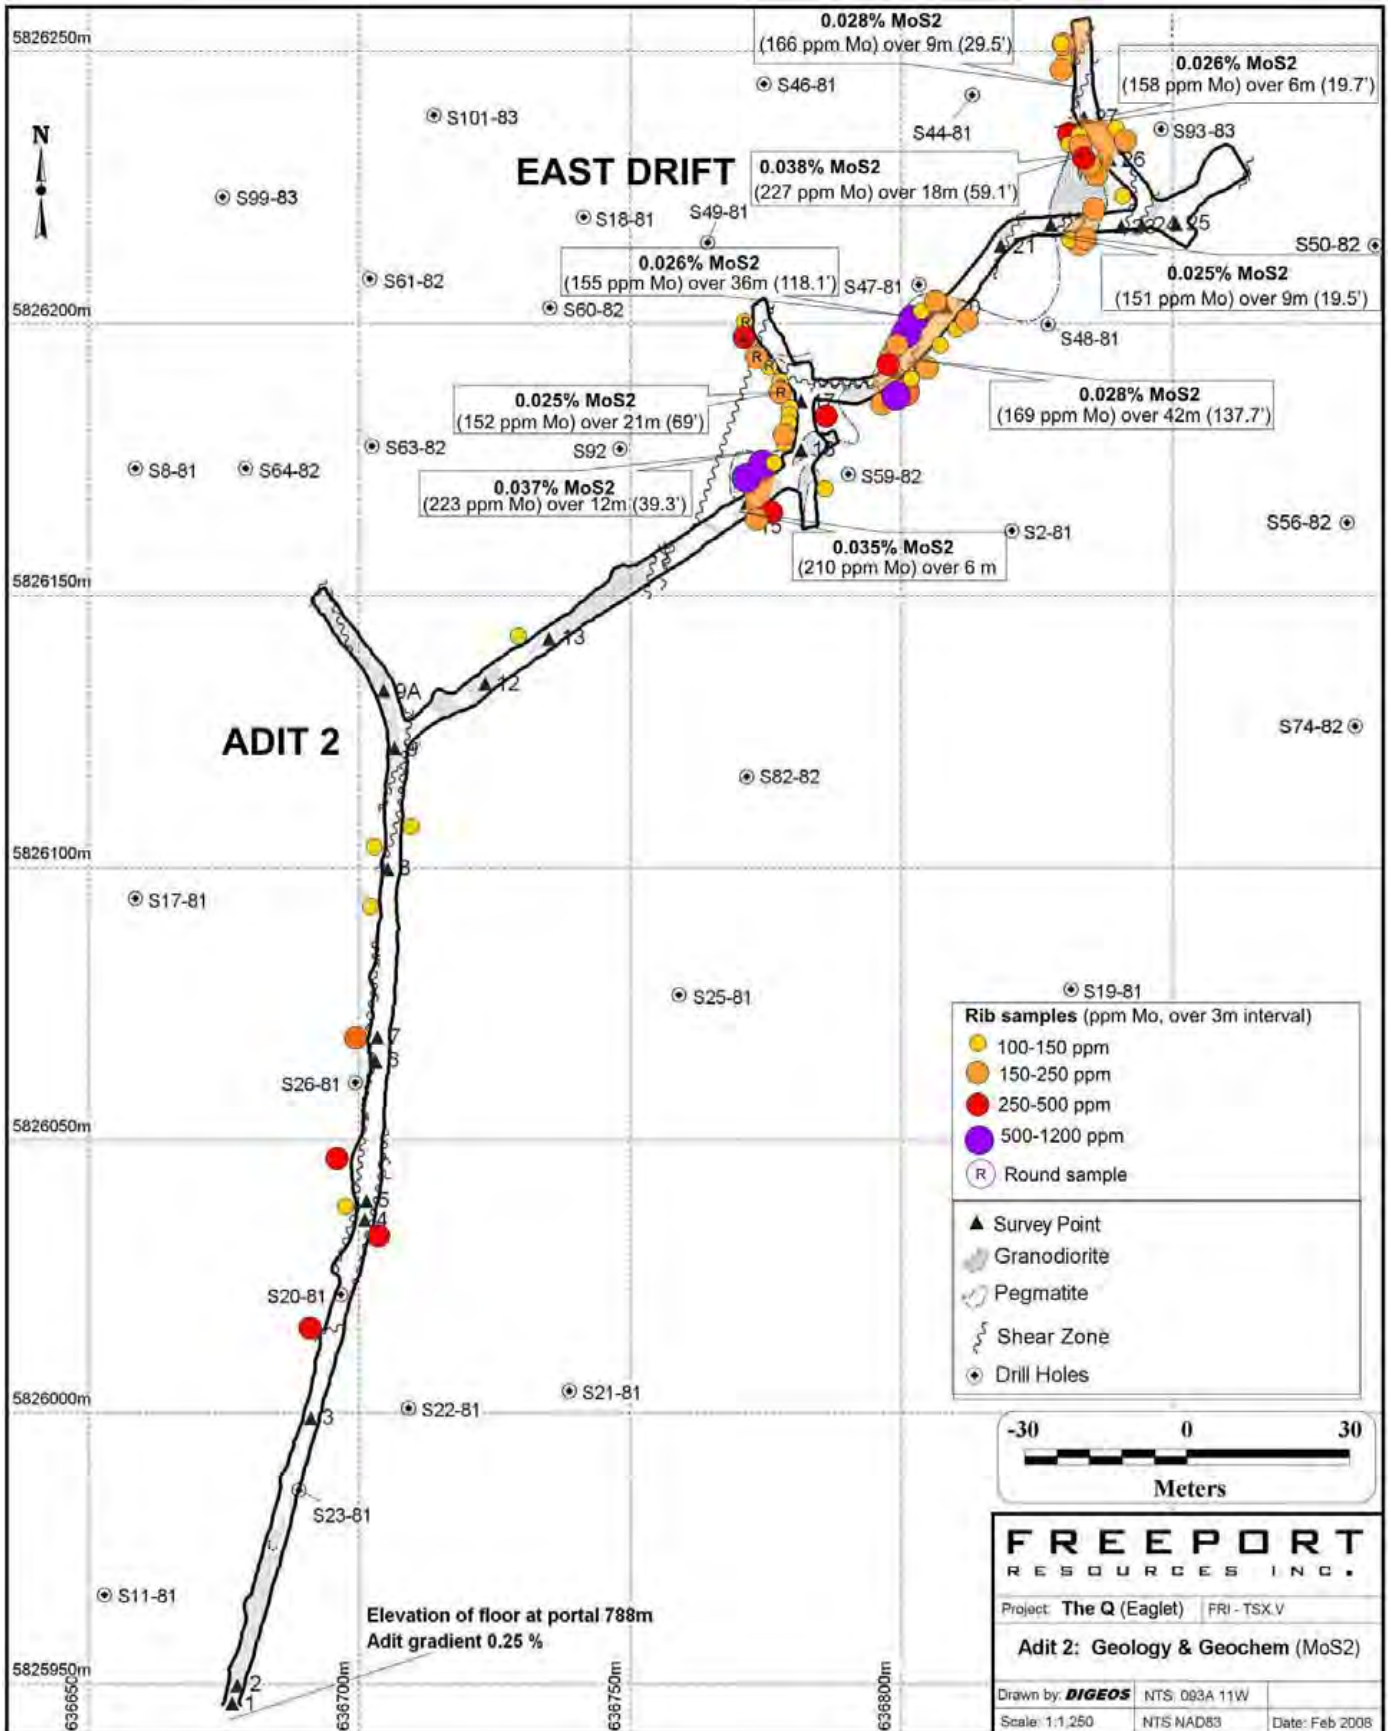 5826250m
0.028% MoS2
(166 ppm Mo) over 9m (29.5')
0.026% MoS2
(158 ppm Mo) over 6m (19.7')
S46-81
S44-81
S101-83
N
27
S93-83
EAST DRIFT
0.038% MoS2
(227 ppm Mo) over 18m (59.1')
26
S99-83
S18-81
S49-81
25
21
S50-82
0.026% MoS2
(155 ppm Mo) over 36m (118.1')
S47-81
0.025% MoS2
(151 ppm Mo) over 9m (19.5')
S61-82
S60-82
5826200m
S48-81
R
R
R
R
0.025% MoS2
(152 ppm Mo) over 21m (69')
0.028% MoS2
(169 ppm Mo) over 42m (137.7')
S63-82
S92
S8-81
S64-82
S59-82
0.037% MoS2
(223 ppm Mo) over 12m (39.3')
15
S2-81
S56-82
0.035% MoS2
(210 ppm Mo) over 6 m
5826150m
13
12
9A
ADIT 2
9
S74-82
S82-82
5826100m
8
S17-81
S25-81
S19-81
7
6
S26-81
Rib samples (ppm Mo, over 3m interval)
100-150 ppm
150-250 ppm
250-500 ppm
500-1200 ppm
R Round sample
5826050m
5
4
S20-81
Survey Point
Granodiorite
Pegmatite
Shear Zone
Drill Holes
5826000m
S21-81
S22-81
3
-30 0 30
Meters
S23-81
S11-81
Elevation of floor at portal 788m
Adit gradient 0.25 %
FREEPORT
RESOURCES INC.
Project: The Q (Eaglet) FRI - TSX.V
Adit 2: Geology & Geochem (MoS2)
Drawn by: DIGEOS NTS: 093A 11W
Scale: 1:1,250 NTS NAD83 Date: Feb 2008
5825950m
2
1
636650m
636700m
636750m
636800m